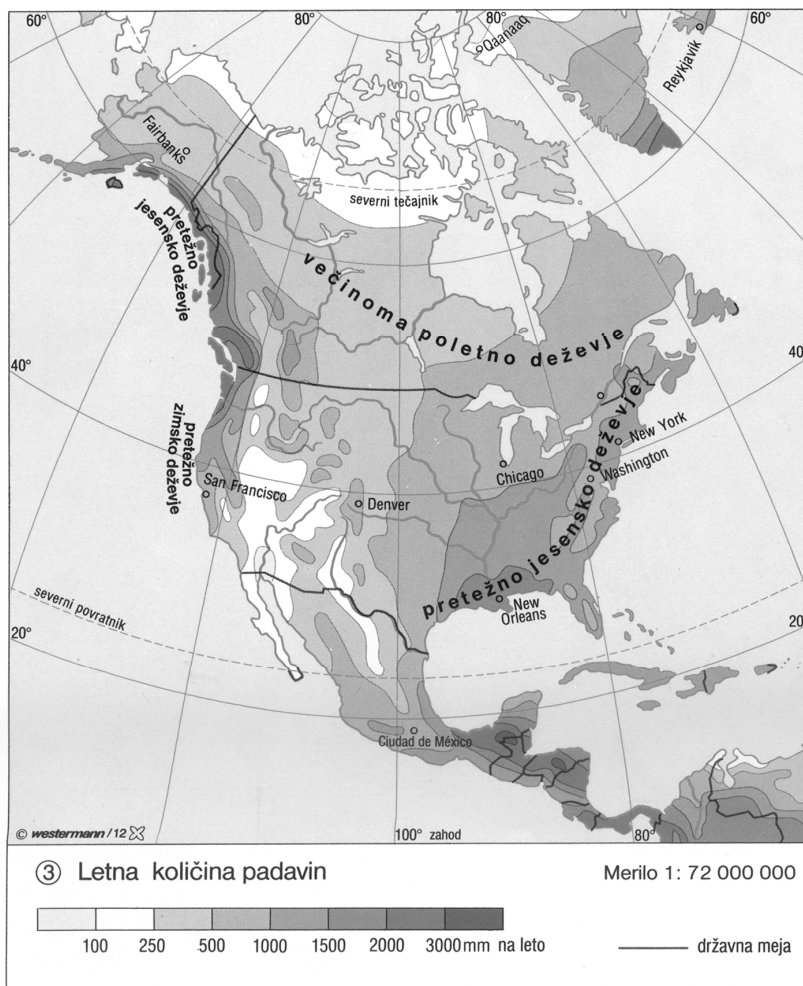 60°
80°
80°
60°
Qaanaaq
Reykjavík
Fairbanks
severni tečajnik
pretežno
jesensko deževje
večinoma poletno deževje
40°
40°
pretežno
zimsko deževje
New York
Washington
Chicago
San Francisco
Denver
pretežno jesensko deževje
severni povratnik
New
Orleans
20°
20°
Ciudad de México
© westermann / 12
100° zahod
80°
3 Letna količina padavin
Merilo 1: 72 000 000
100 250 500 1000 1500 2000 3000 mm na leto
državna meja